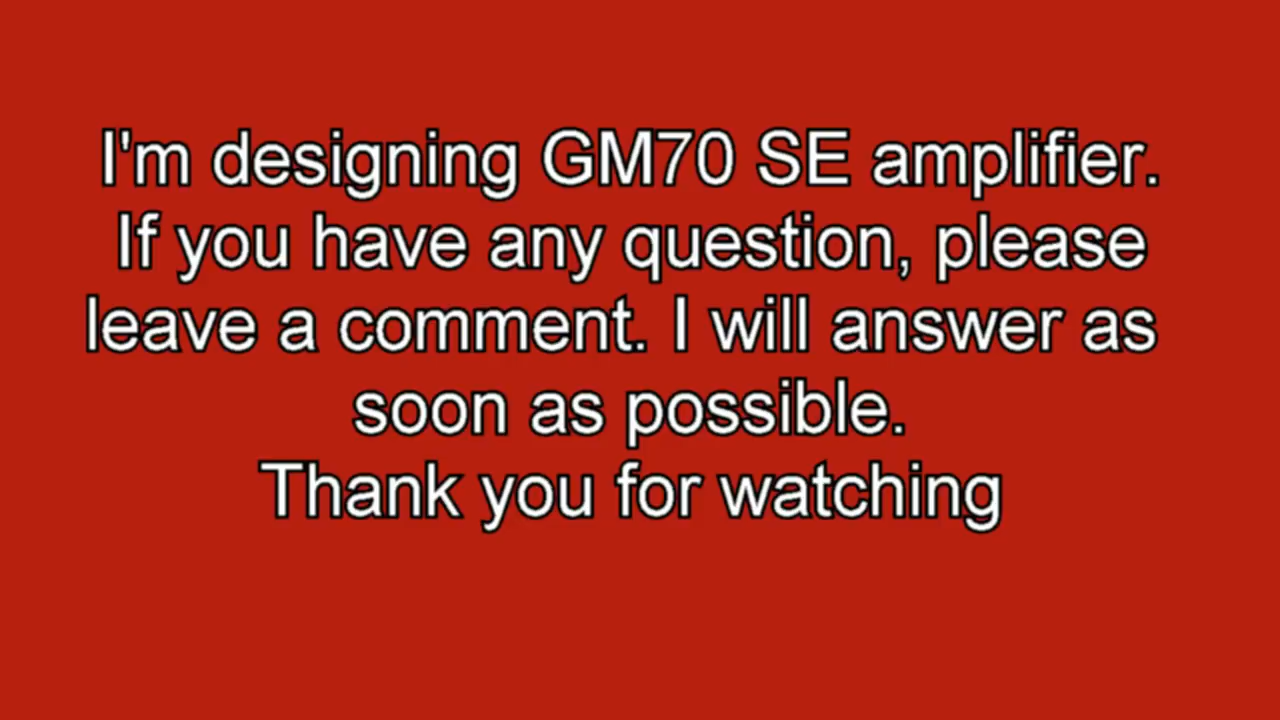 I'm designing GM70 SE amplifier.
If you have any question, please
leave a comment. I will answer as
soon as possible.
Thank you for watching